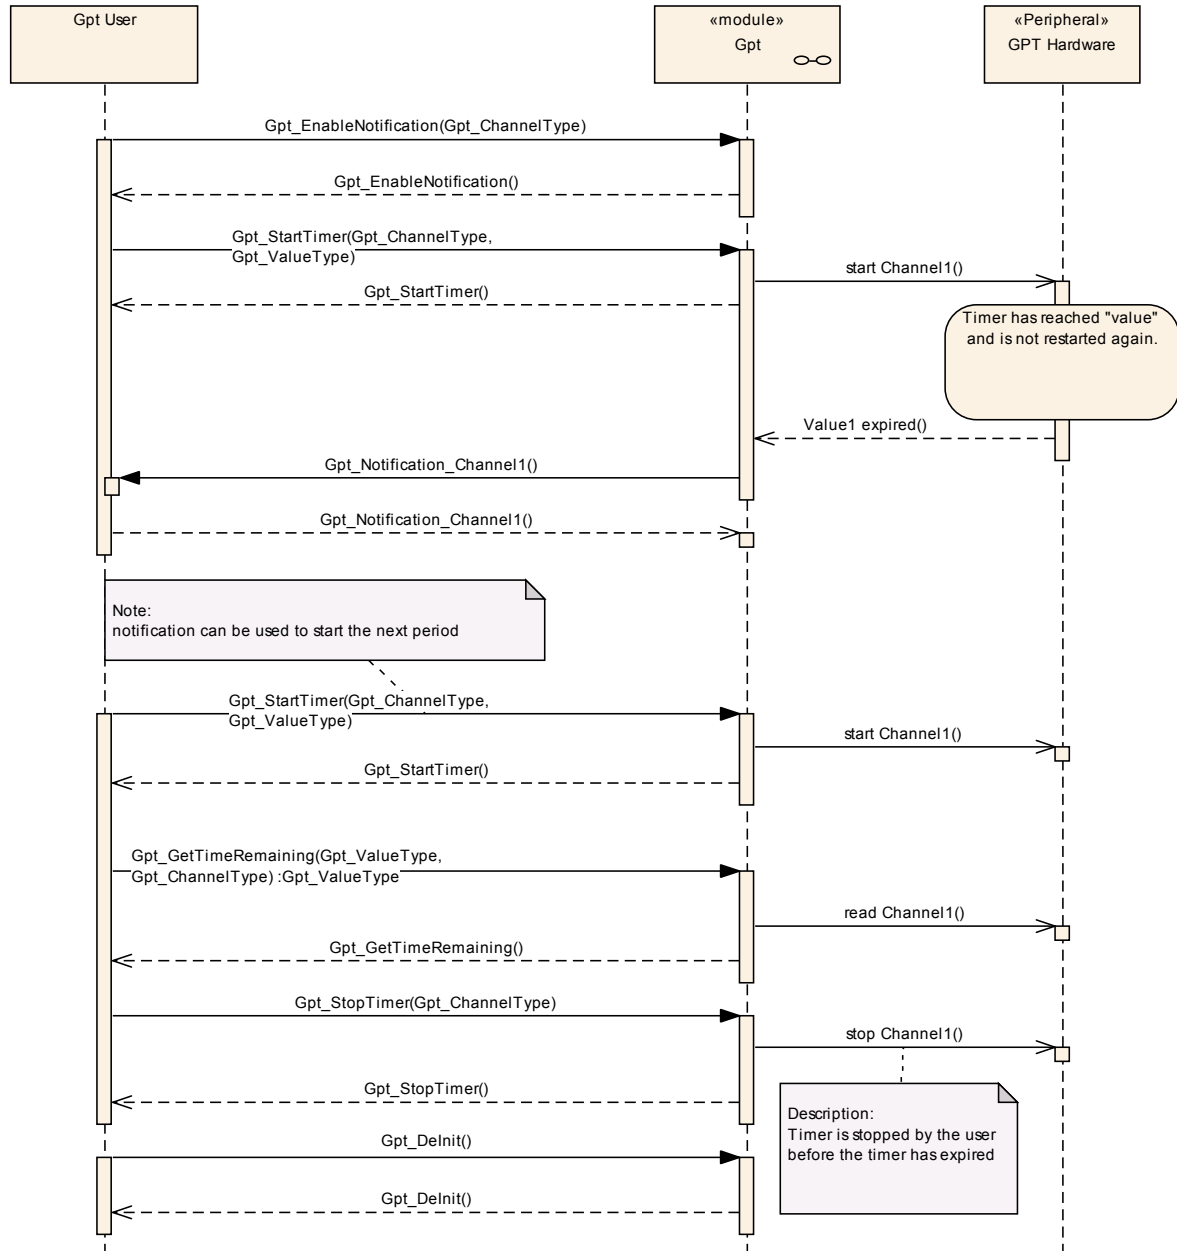 Gpt User
«module»
Gpt
«Peripheral»
GPT Hardware
Gpt_EnableNotification(Gpt_ChannelType)
Gpt_EnableNotification()
Gpt_StartTimer(Gpt_ChannelType,
Gpt_ValueType)
start Channel1()
Gpt_StartTimer()
Timer has reached "value"
and is not restarted again.
Value1 expired()
Gpt_Notification_Channel1()
Gpt_Notification_Channel1()
Note:
notification can be used to start the next period
Gpt_StartTimer(Gpt_ChannelType,
Gpt_ValueType)
start Channel1()
Gpt_StartTimer()
Gpt_GetTimeRemaining(Gpt_ValueType,
Gpt_ChannelType) :Gpt_ValueType
read Channel1()
Gpt_GetTimeRemaining()
Gpt_StopTimer(Gpt_ChannelType)
stop Channel1()
Gpt_StopTimer()
Description:
Timer is stopped by the user
before the timer has expired
Gpt_DeInit()
Gpt_DeInit()